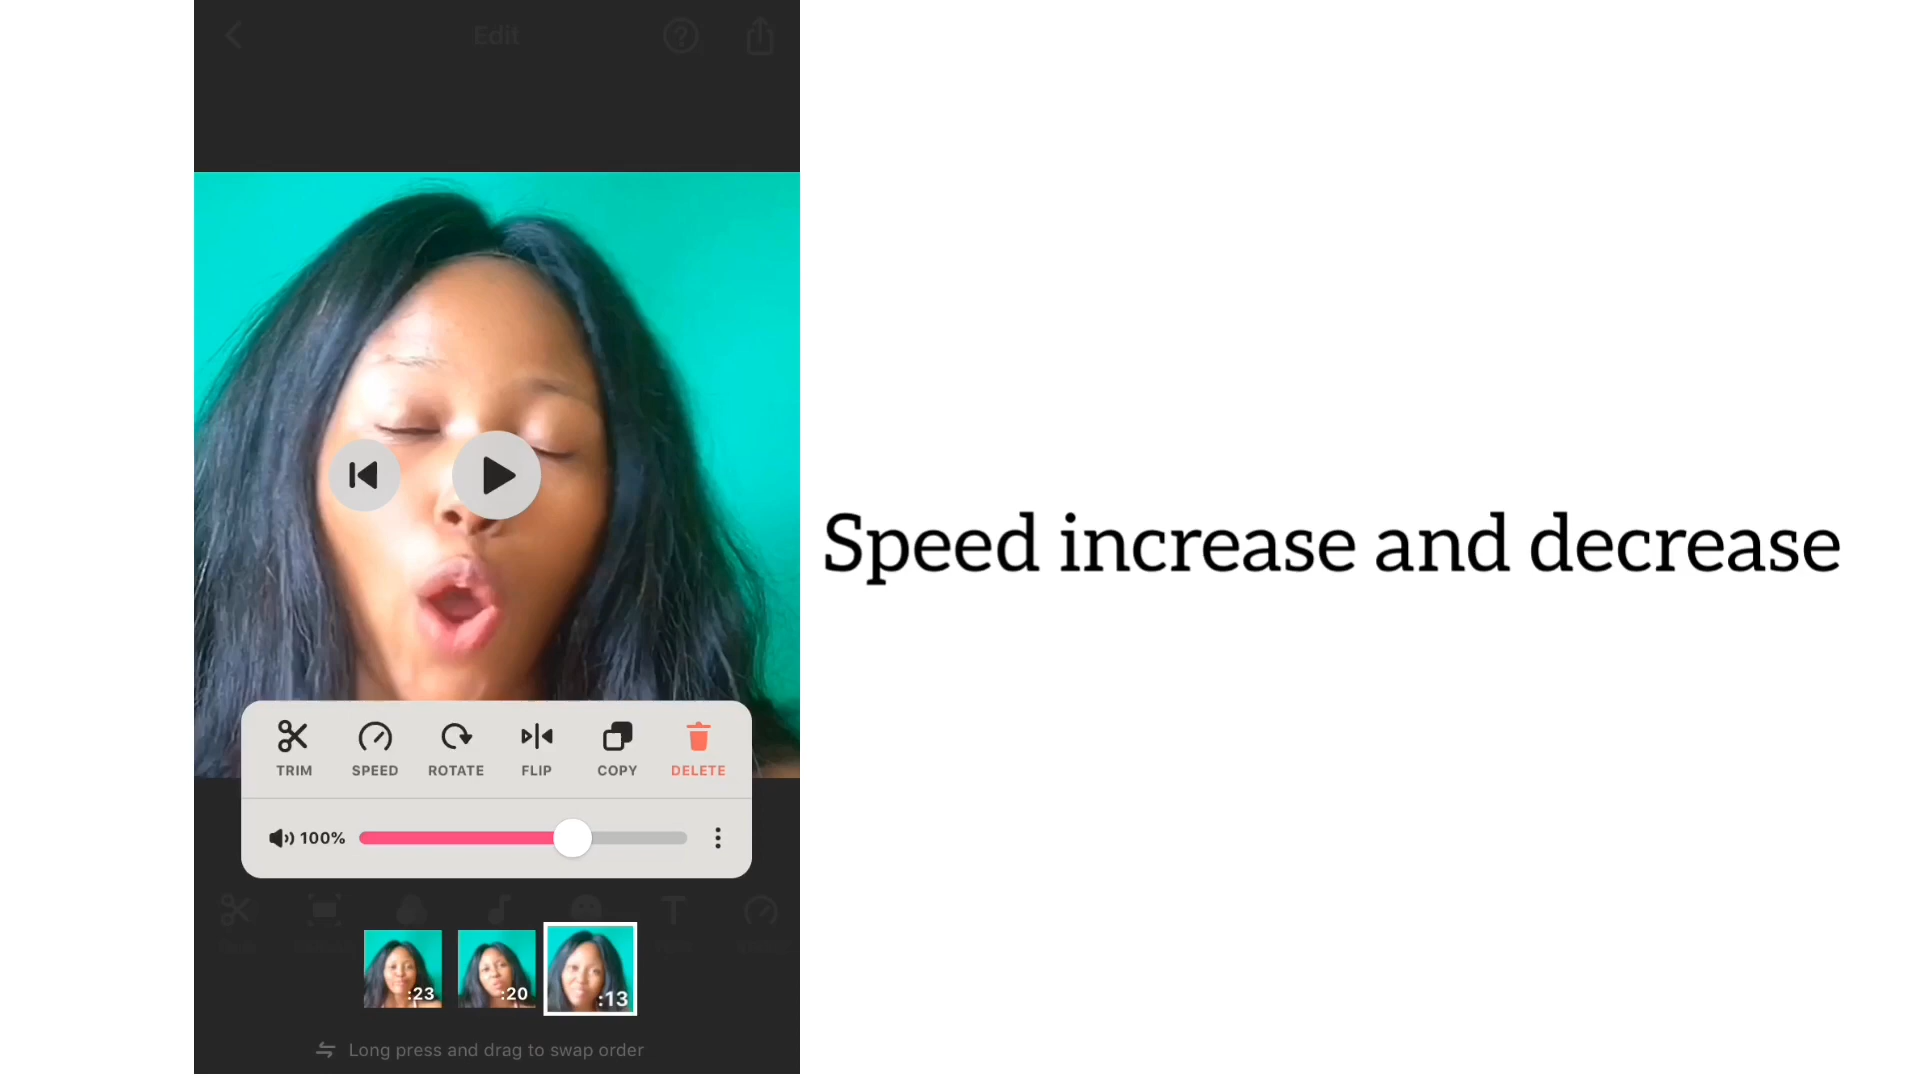 Edit
Speed increase and decrease
TRIM SPEED ROTATE FLIP COPY DELETE
100%
:23 :20 :13
Long press and drag to swap order